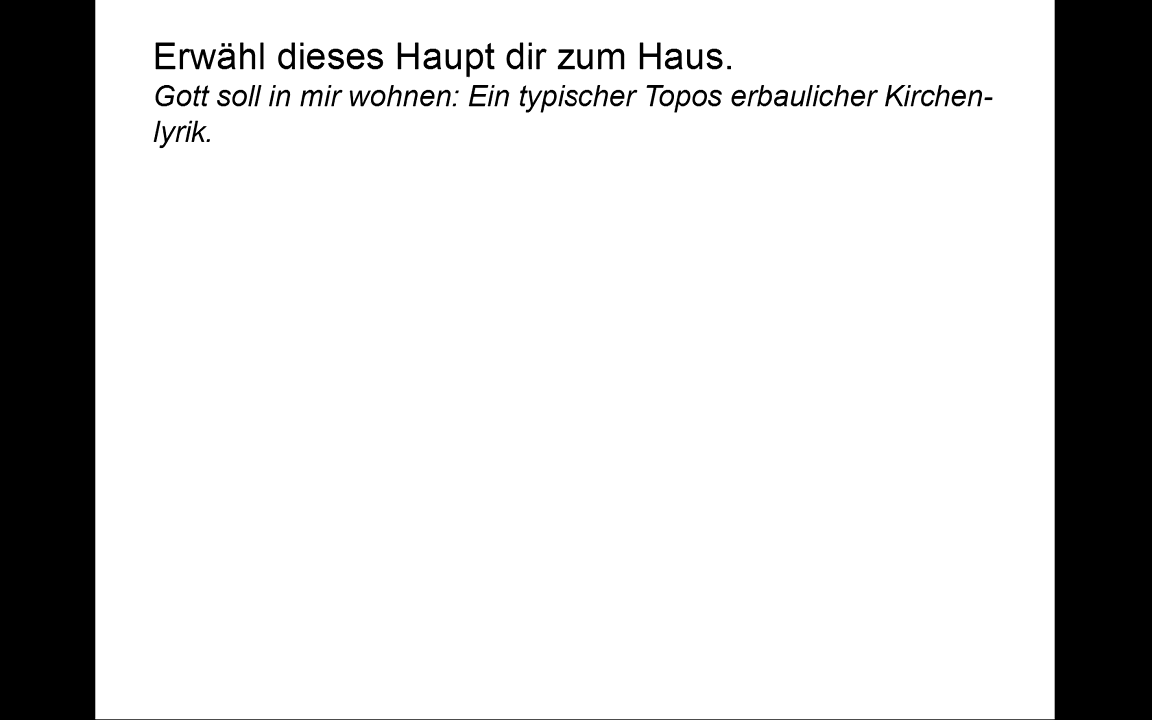 Erwähl dieses Haupt dir zum Haus.
Gott soll in mir wohnen: Ein typischer Topos erbaulicher Kirchen-
lyrik.